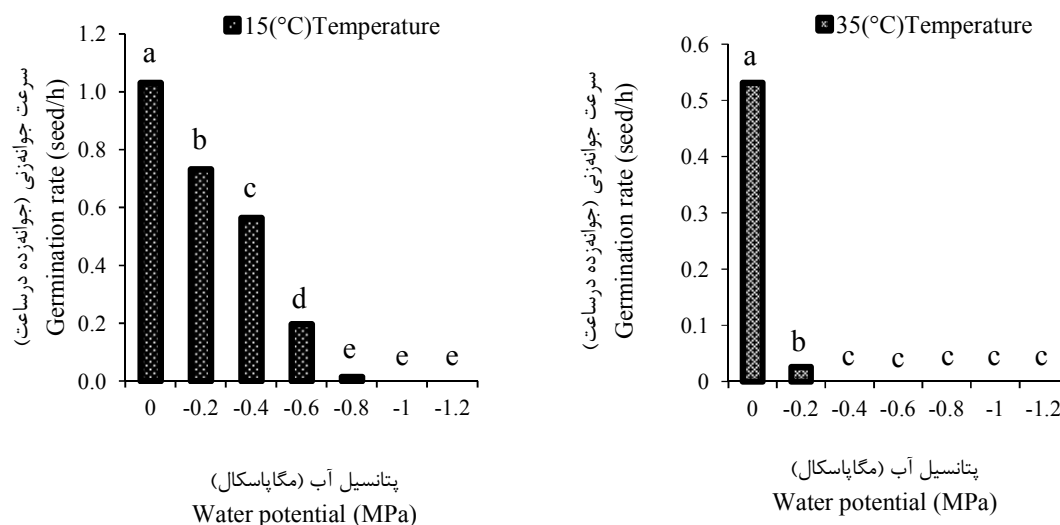 15(°C)Temperature
سرعت جوانه‌زنی (جوانه‌زده درساعت)
Germination rate (seed/h)
1.2
1.0
0.8
0.6
0.4
0.2
0.0
a
b
c
d
e
e
e
0 -0.2 -0.4 -0.6 -0.8 -1 -1.2
پتانسیل آب (مگاپاسکال)
Water potential (MPa)
35(°C)Temperature
سرعت جوانه‌زنی (جوانه‌زده درساعت)
Germination rate (seed/h)
0.6
0.5
0.4
0.3
0.2
0.1
0
a
b
c
c
c
c
c
0 -0.2 -0.4 -0.6 -0.8 -1 -1.2
پتانسیل آب (مگاپاسکال)
Water potential (MPa)